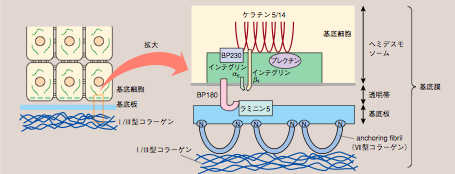 拡大
基底細胞
基底板
I/III型コラーゲン
ケラチン5/14
基底細胞
BP230
プレクチン
インテグリン
α6
インテグリン
β4
BP180
ラミニン5
N N N N N N
ヘミデスモ
ソーム
透明帯
基底板
基底膜
anchoring fibril
(VII型コラーゲン)
I/III型コラーゲン